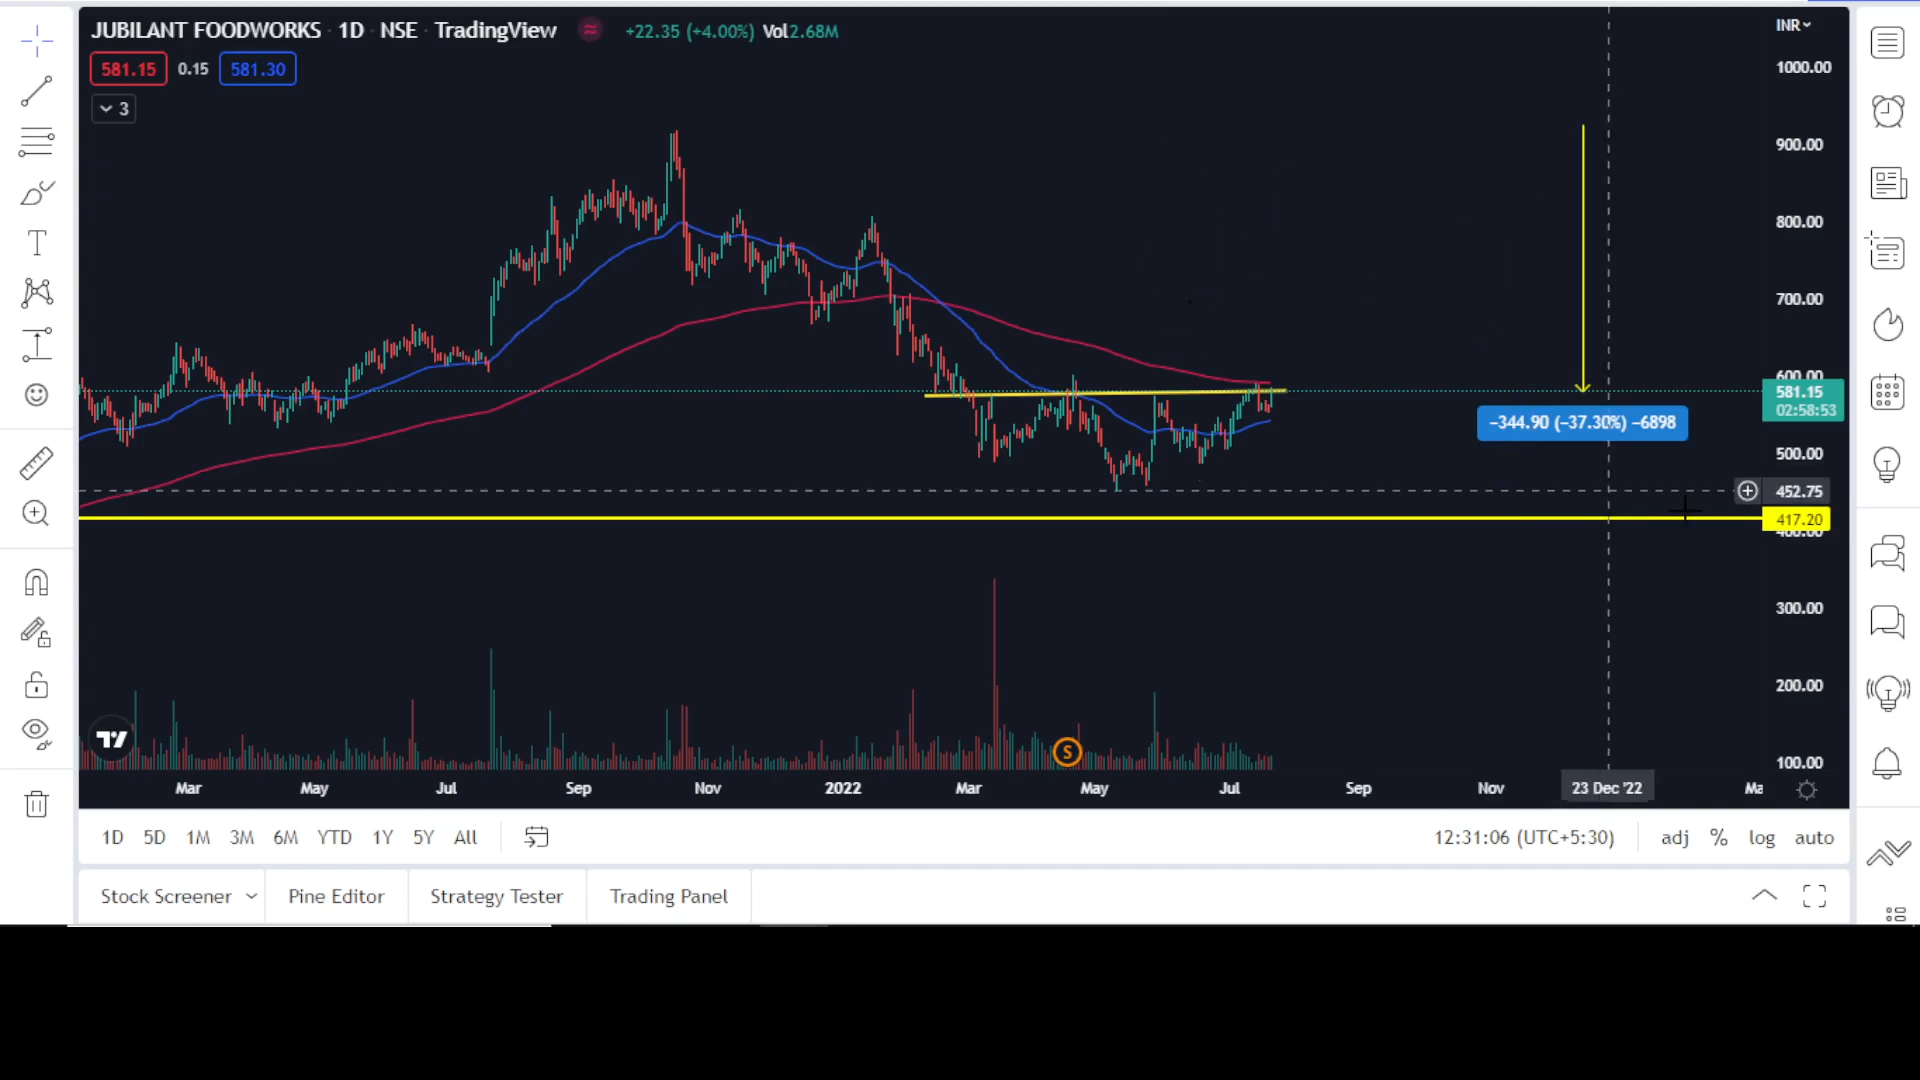 JUBILANT FOODWORKS · 1D · NSE · TradingView ≈ +22.35 (+4.00%) Vol2.68M
581.15 0.15 581.30
3
T
INR
1000.00
900.00
800.00
700.00
600.00
581.15
02:58:53
−344.90 (−37.30%) −6898
500.00
452.75
417.20
400.00
300.00
200.00
100.00
S
Mar May Jul Sep Nov 2022 Mar May Jul Sep Nov 23 Dec '22 Ma
1D 5D 1M 3M 6M YTD 1Y 5Y All 12:31:06 (UTC+5:30) adj % log auto
Stock Screener Pine Editor Strategy Tester Trading Panel